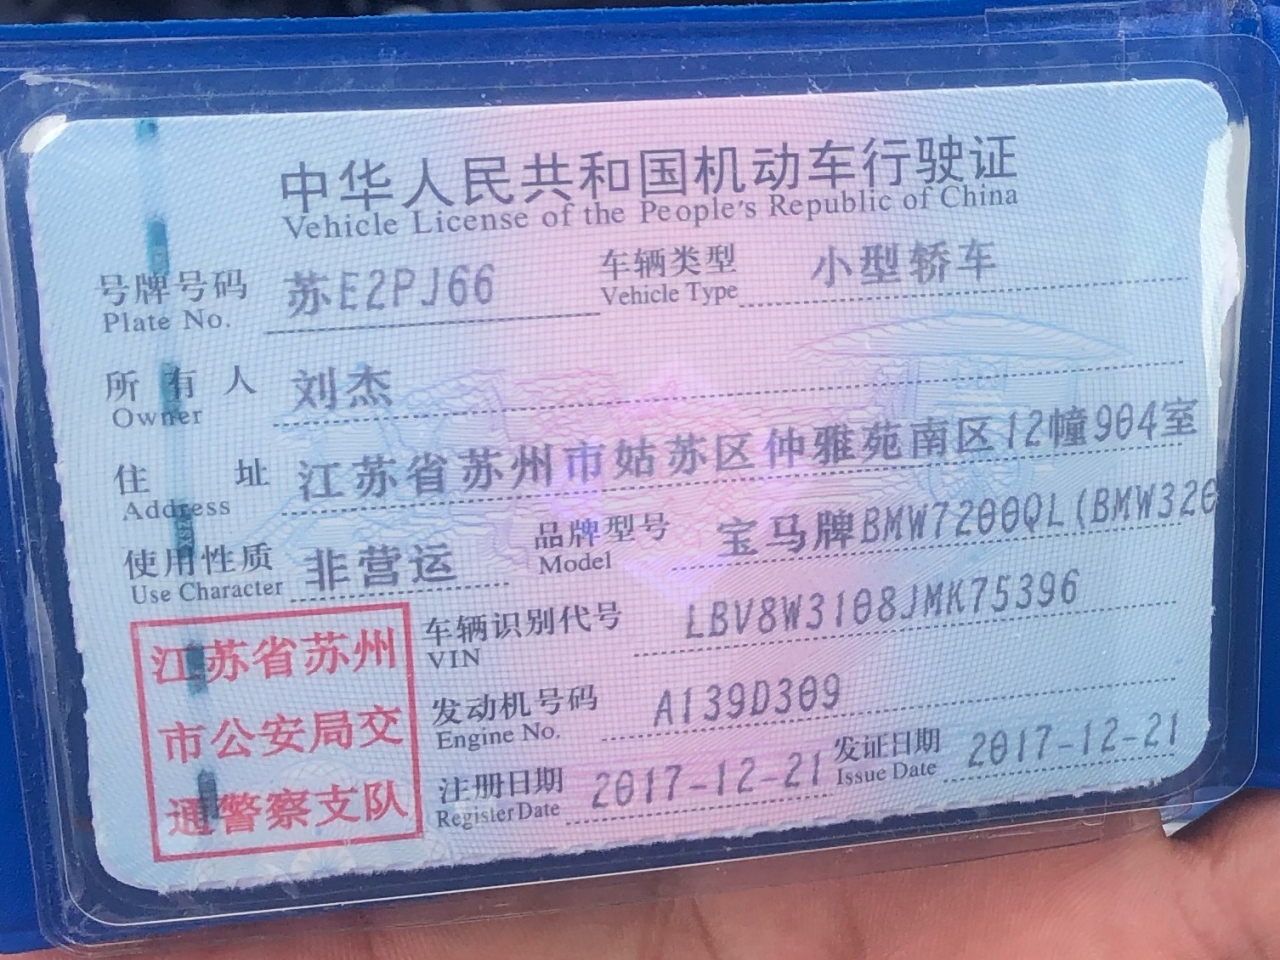 中华人民共和国机动车行驶证
Vehicle License of the People's Republic of China
号牌号码 苏E2PJ66 车辆类型 小型轿车
Plate No. Vehicle Type
所有人 刘杰
Owner
住址 江苏省苏州市姑苏区仲雅苑南区12幢904室
Address
使用性质 非营运 品牌型号 宝马牌BMW7200QL(BMW320
Use Character Model
江苏省苏州
市公安局交
通警察支队
车辆识别代号 LBV8W3108JMK75396
VIN
发动机号码 A139D309
Engine No.
注册日期 2017-12-21 发证日期 2017-12-21
Register Date Issue Date